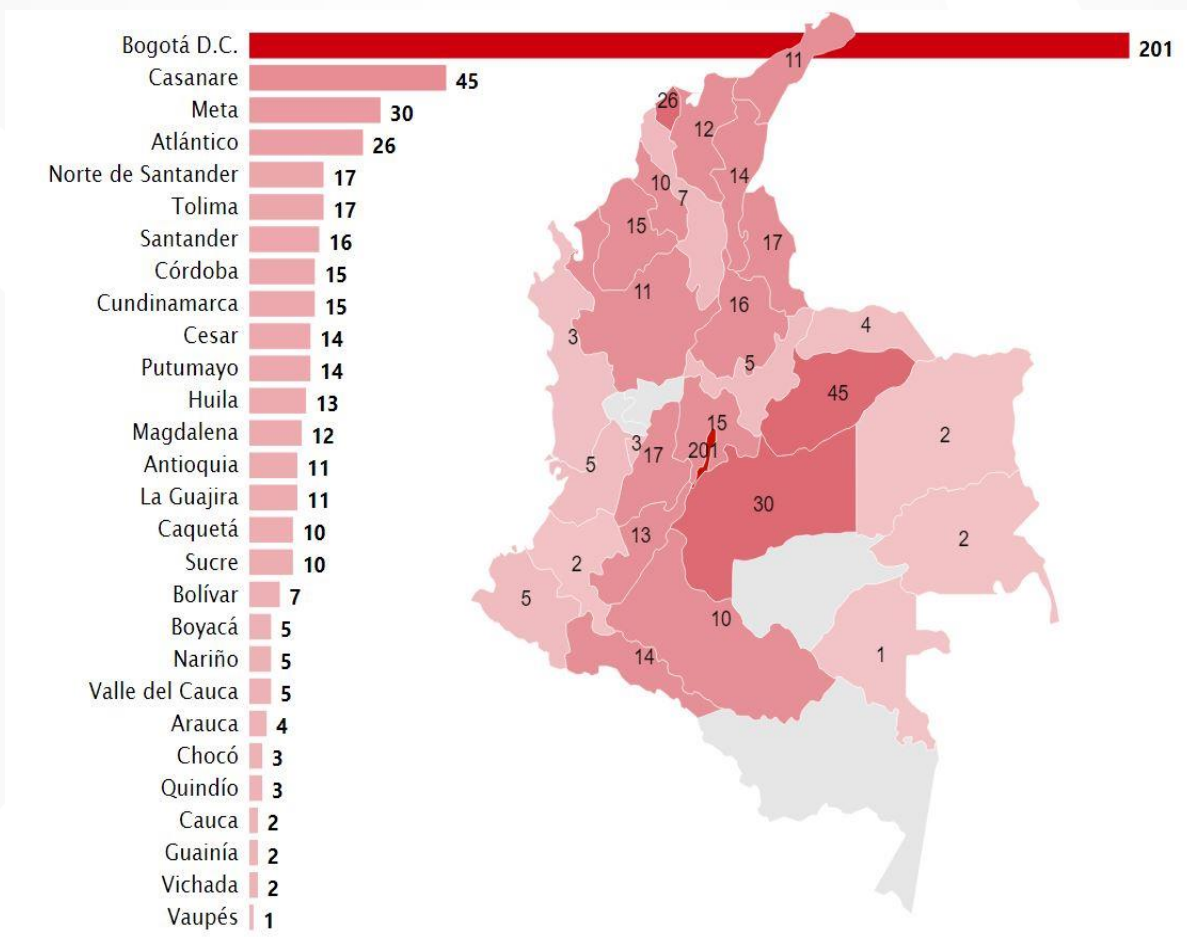 Bogotá D.C. 201
Casanare 45
Meta 30
Atlántico 26
Norte de Santander 17
Tolima 17
Santander 16
Córdoba 15
Cundinamarca 15
Cesar 14
Putumayo 14
Huila 13
Magdalena 12
Antioquia 11
La Guajira 11
Caquetá 10
Sucre 10
Bolívar 7
Boyacá 5
Nariño 5
Valle del Cauca 5
Arauca 4
Chocó 3
Quindío 3
Cauca 2
Guainía 2
Vichada 2
Vaupés 1
11
26
12
14
10
7
15
17
11
16
4
3
5
45
15
2
3
17
201
5
30
13
2
2
5
10
14
1